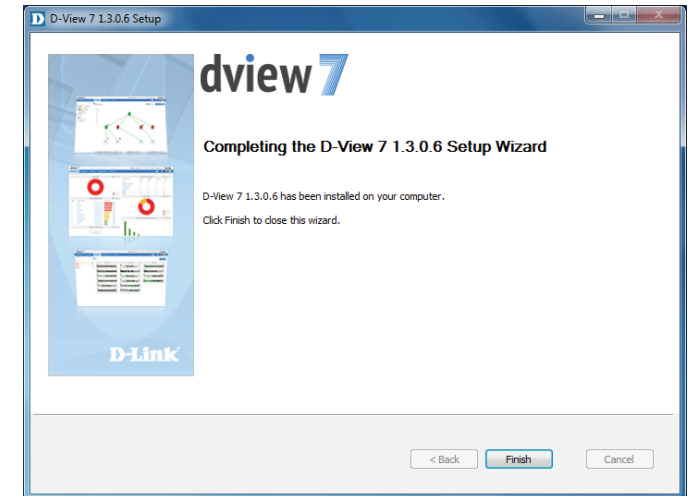 D-View 7 1.3.0.6 Setup
dview 7
Completing the D-View 7 1.3.0.6 Setup Wizard
D-View 7 1.3.0.6 has been installed on your computer.
Click Finish to close this wizard.
D-Link
< Back
Finish
Cancel